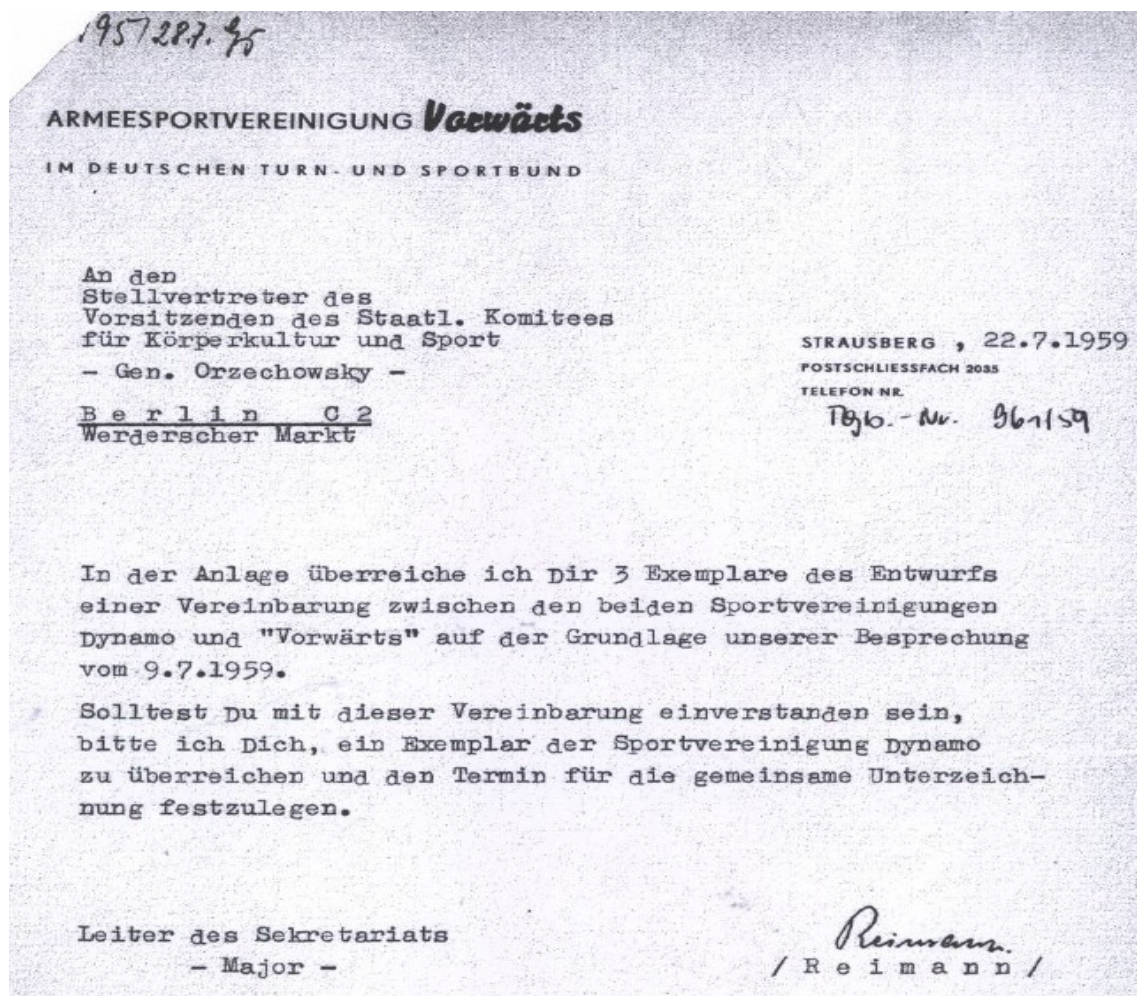 195/28.7.
ARMEESPORTVEREINIGUNG Vorwärts
IM DEUTSCHEN TURN- UND SPORTBUND
An den
Stellvertreter des
Vorsitzenden des Staatl. Komitees
für Körperkultur und Sport
- Gen. Orzechowsky -
B e r l i n   C 2
Werderscher Markt
STRAUSBERG , 22.7.1959
POSTSCHLIESSFACH 2035
TELEFON NR.
Tgb.-Nr. 961/59
In der Anlage überreiche ich Dir 3 Exemplare des Entwurfs
einer Vereinbarung zwischen den beiden Sportvereinigungen
Dynamo und "Vorwärts" auf der Grundlage unserer Besprechung
vom 9.7.1959.
Solltest Du mit dieser Vereinbarung einverstanden sein,
bitte ich Dich, ein Exemplar der Sportvereinigung Dynamo
zu überreichen und den Termin für die gemeinsame Unterzeich-
nung festzulegen.
Leiter des Sekretariats
- Major -
Reimann
/ R e i m a n n /